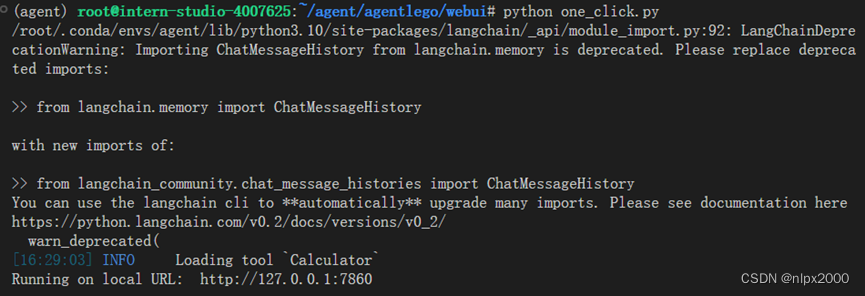 (agent) root@intern-studio-4007625:~/agent/agentlego/webui# python one_click.py
/root/.conda/envs/agent/lib/python3.10/site-packages/langchain/_api/module_import.py:92: LangChainDepre
cationWarning: Importing ChatMessageHistory from langchain.memory is deprecated. Please replace depreca
ted imports:
>> from langchain.memory import ChatMessageHistory
with new imports of:
>> from langchain_community.chat_message_histories import ChatMessageHistory
You can use the langchain cli to **automatically** upgrade many imports. Please see documentation here
https://python.langchain.com/v0.2/docs/versions/v0_2/
  warn_deprecated(
[16:29:03] INFO     Loading tool `Calculator`
Running on local URL:  http://127.0.0.1:7860
CSDN @nlpx2000